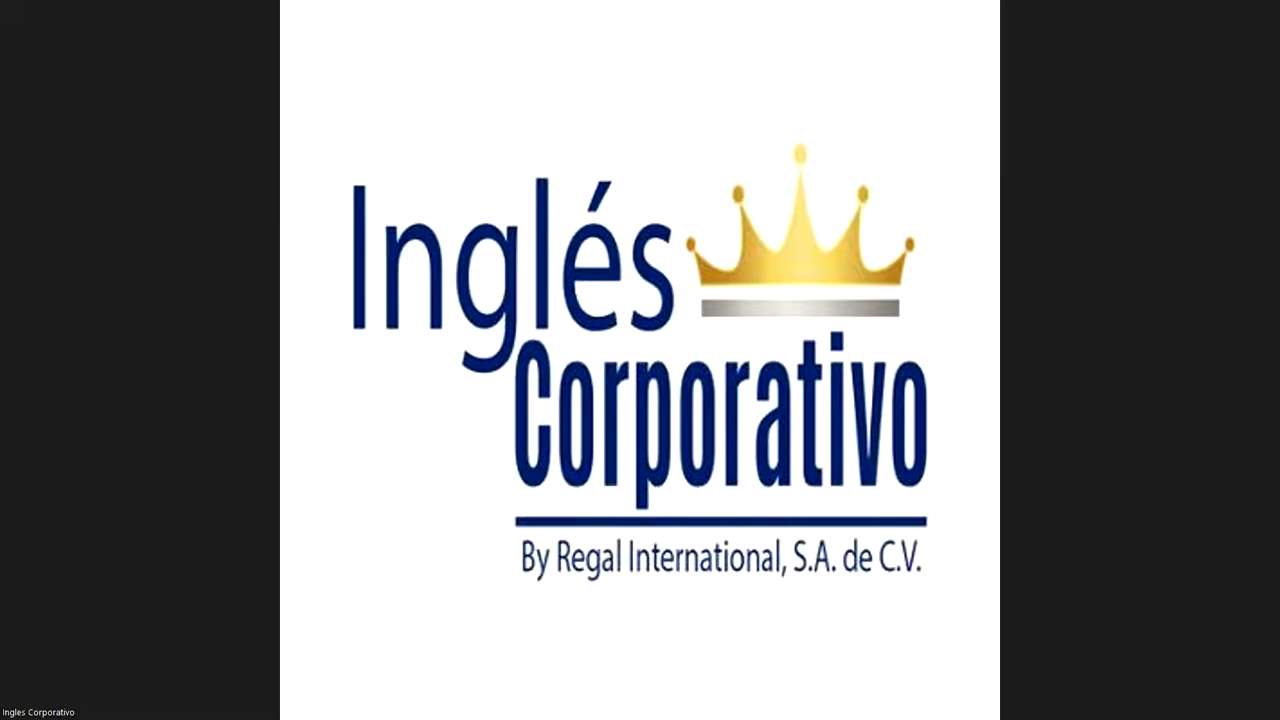 Inglés
Corporativo
By Regal International, S.A. de C.V.
Ingles Corporativo